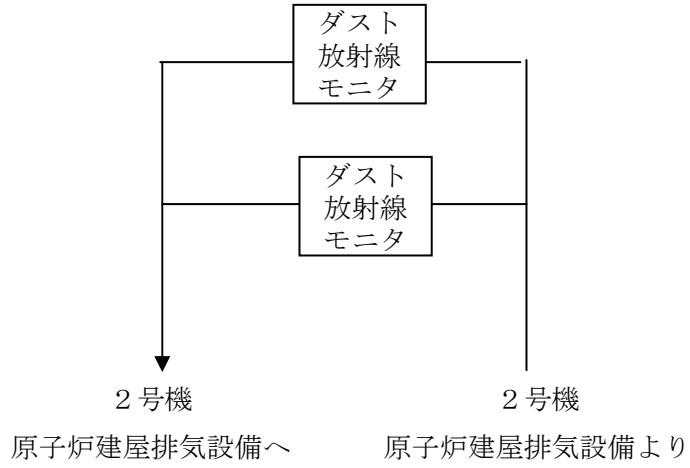 ダスト
放射線
モニタ
ダスト
放射線
モニタ
２号機
原子炉建屋排気設備へ
２号機
原子炉建屋排気設備より